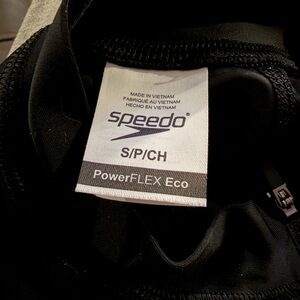 MADE IN VIETNAM
FABRIQUÉ AU VIETNAM
HECHO EN VIETNAM
speedo®
S/P/CH
PowerFLEX Eco